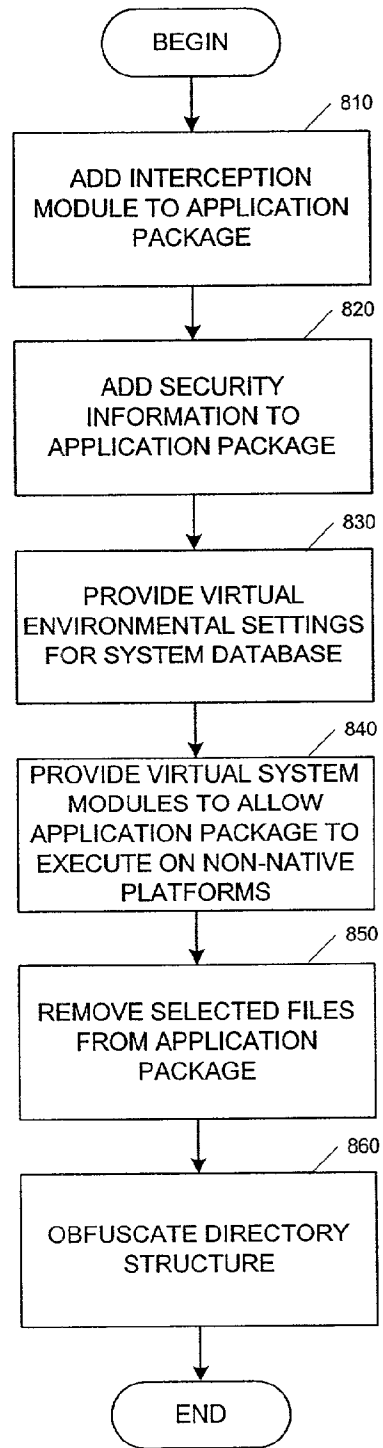 BEGIN
810
ADD INTERCEPTION
MODULE TO APPLICATION
PACKAGE
820
ADD SECURITY
INFORMATION TO
APPLICATION PACKAGE
830
PROVIDE VIRTUAL
ENVIRONMENTAL SETTINGS
FOR SYSTEM DATABASE
840
PROVIDE VIRTUAL SYSTEM
MODULES TO ALLOW
APPLICATION PACKAGE TO
EXECUTE ON NON-NATIVE
PLATFORMS
850
REMOVE SELECTED FILES
FROM APPLICATION
PACKAGE
860
OBFUSCATE DIRECTORY
STRUCTURE
END